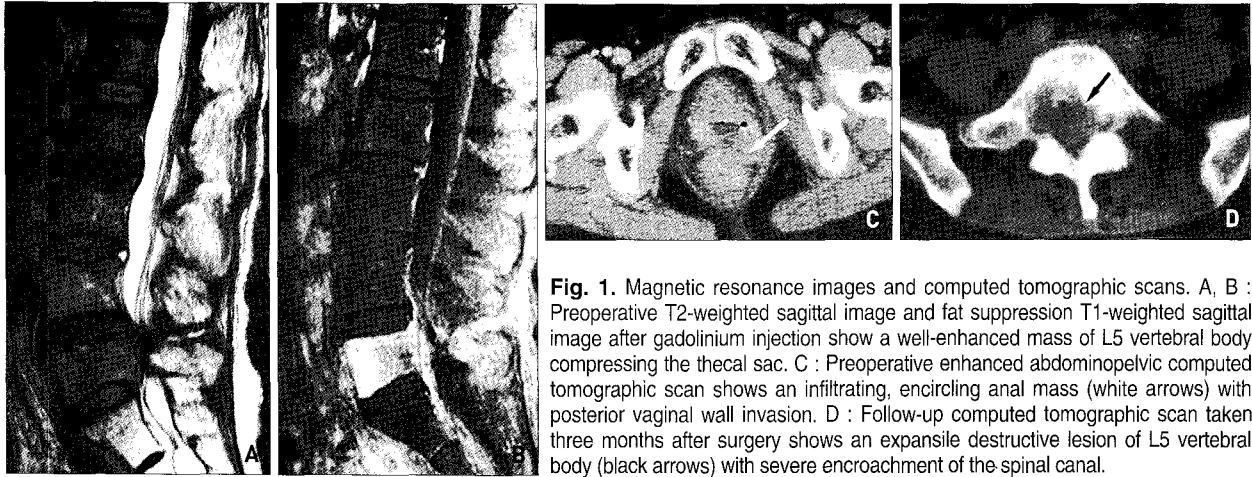 A
B
C
D
Fig. 1. Magnetic resonance images and computed tomographic scans. A, B :
Preoperative T2-weighted sagittal image and fat suppression T1-weighted sagittal
image after gadolinium injection show a well-enhanced mass of L5 vertebral body
compressing the thecal sac. C : Preoperative enhanced abdominopelvic computed
tomographic scan shows an infiltrating, encircling anal mass (white arrows) with
posterior vaginal wall invasion. D : Follow-up computed tomographic scan taken
three months after surgery shows an expansile destructive lesion of L5 vertebral
body (black arrows) with severe encroachment of the spinal canal.